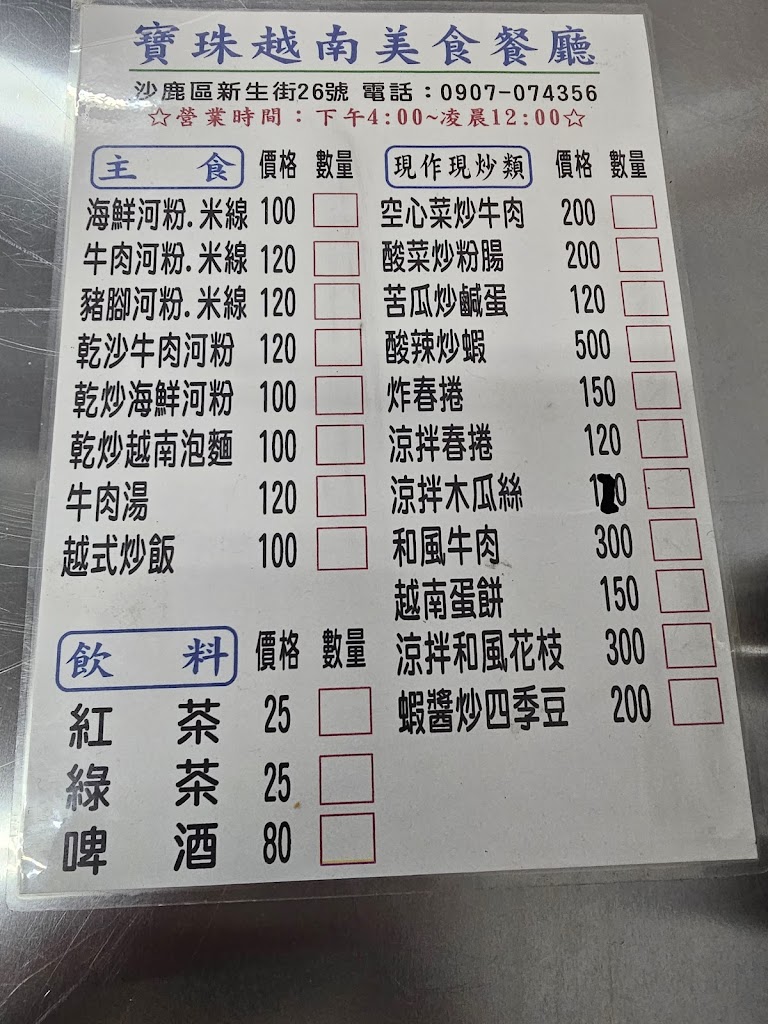 寶珠越南美食餐廳
沙鹿區新生街26號 電話：0907-074356
☆營業時間：下午4:00~凌晨12:00☆
主 食 價格 數量
海鮮河粉.米線 100
牛肉河粉.米線 120
豬腳河粉.米線 120
乾沙牛肉河粉 120
乾炒海鮮河粉 100
乾炒越南泡麵 100
牛肉湯 120
越式炒飯 100
飲 料 價格 數量
紅 茶 25
綠 茶 25
啤 酒 80
現作現炒類 價格 數量
空心菜炒牛肉 200
酸菜炒粉腸 200
苦瓜炒鹹蛋 120
酸辣炒蝦 500
炸春捲 150
涼拌春捲 120
涼拌木瓜絲
和風牛肉 300
越南蛋餅 150
涼拌和風花枝 300
蝦醬炒四季豆 200